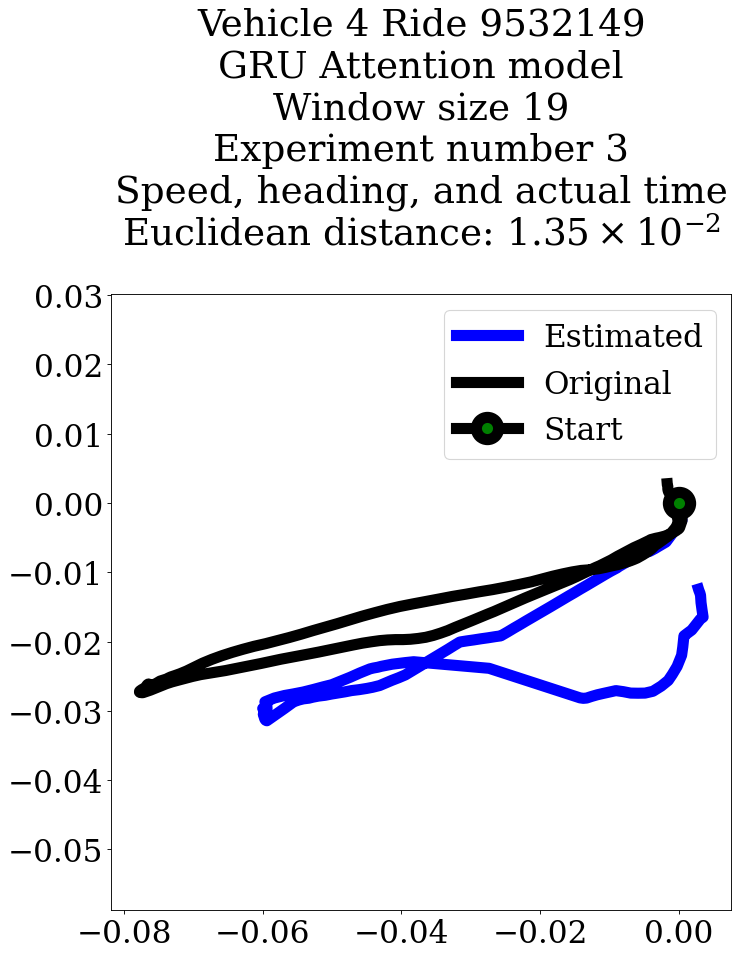 Vehicle 4 Ride 9532149
GRU Attention model
Window size 19
Experiment number 3
Speed, heading, and actual time
Euclidean distance: 1.35 × 10⁻²
Estimated
Original
Start
0.03
0.02
0.01
0.00
−0.01
−0.02
−0.03
−0.04
−0.05
−0.08 −0.06 −0.04 −0.02 0.00